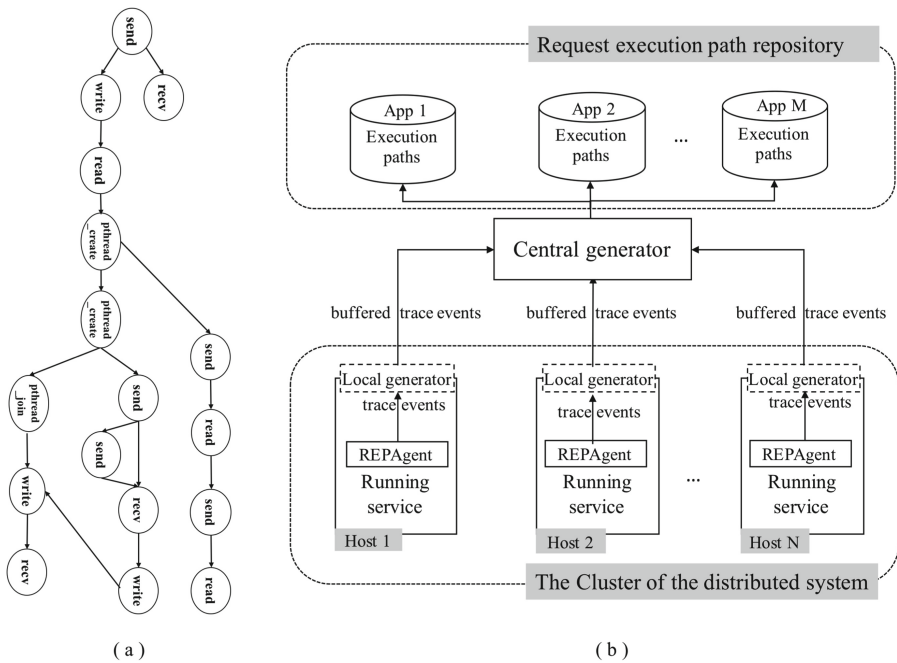 send
write
recv
read
pthread
_create
pthread
_create
send
pthread
_join
send
read
send
write
recv
send
recv
write
read
( a )
Request execution path repository
App 1
Execution
paths
App 2
Execution
paths
...
App M
Execution
paths
Central generator
buffered trace events
buffered trace events
buffered trace events
Local generator
trace events
REPAgent
Running
service
Host 1
Local generator
trace events
REPAgent
Running
service
Host 2
...
Local generator
trace events
REPAgent
Running
service
Host N
The Cluster of the distributed system
( b )